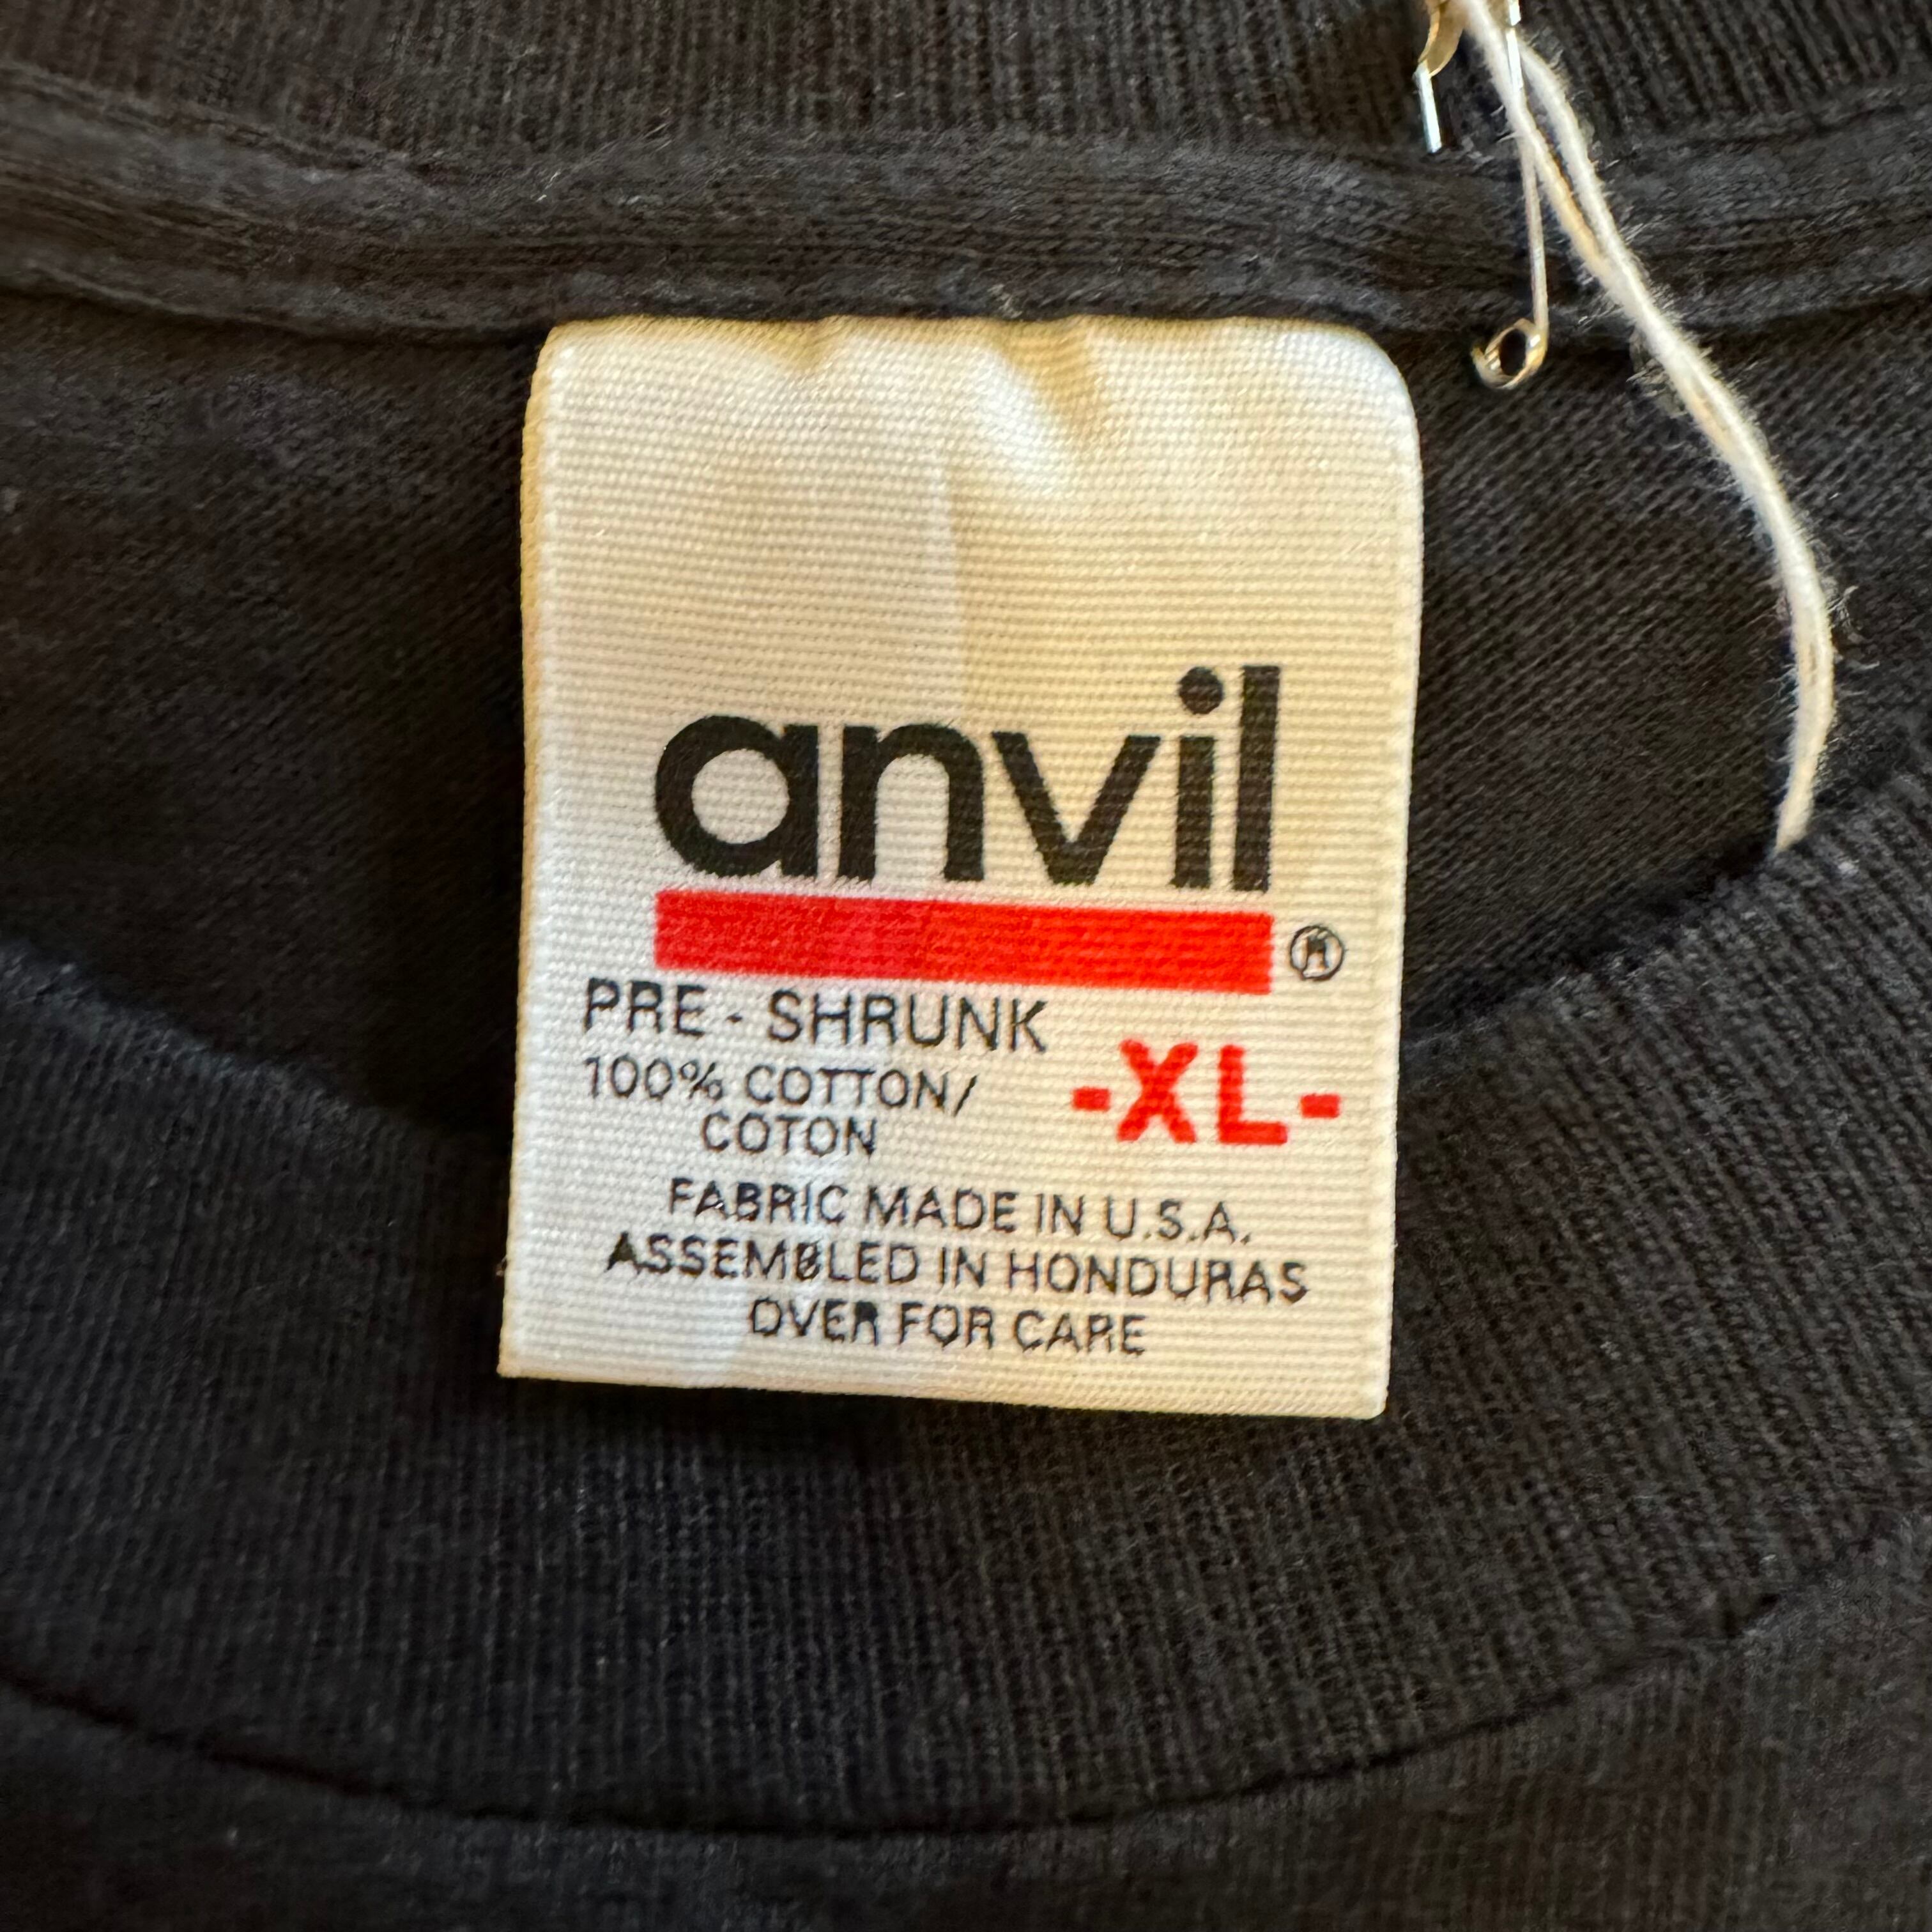 anvil
®
PRE - SHRUNK
100% COTTON/
COTON
-XL-
FABRIC MADE IN U.S.A.
ASSEMBLED IN HONDURAS
OVER FOR CARE